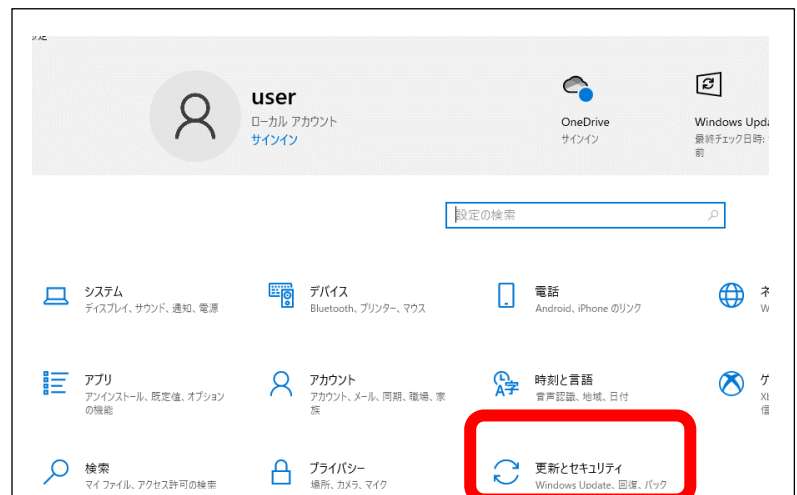 user
ローカル アカウント
サインイン
OneDrive
サインイン
Windows
最終チェック日時:
前
設定の検索
システム
ディスプレイ、サウンド、通知、電源
デバイス
Bluetooth、プリンター、マウス
電話
Android、iPhone のリンク
アプリ
アンインストール、既定値、オプション
の機能
アカウント
アカウント、メール、同期、職場、家
族
時刻と言語
音声認識、地域、日付
検索
マイ ファイル、アクセス許可の検索
プライバシー
場所、カメラ、マイク
更新とセキュリティ
Windows Update、回復、バック